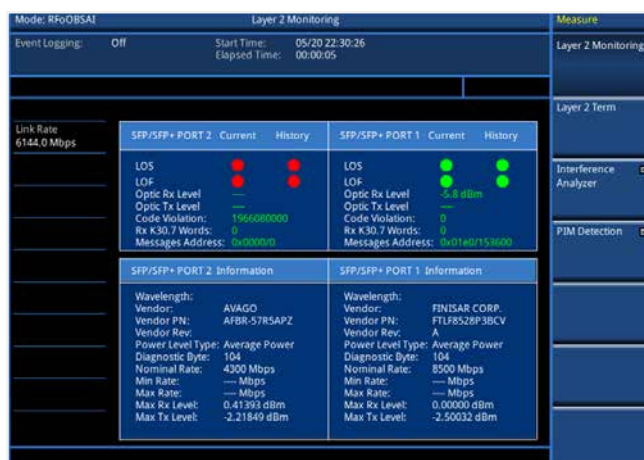 Mode: RFoOBSAI
Layer 2 Monitoring
Measure
Event Logging: Off
Start Time: 05/20 22:30:26
Elapsed Time: 00:00:05
Layer 2 Monitoring
Layer 2 Term
Interference
Analyzer
PIM Detection
Link Rate
6144.0 Mbps
SFP/SFP+ PORT 2 Current History
LOS
LOF
Optic Rx Level ----
Optic Tx Level ----
Code Violation: 1966080000
Rx K30.7 Words: 0
Messages Address: 0x0000/0
SFP/SFP+ PORT 1 Current History
LOS
LOF
Optic Rx Level -5.8 dBm
Optic Tx Level ----
Code Violation: 0
Rx K30.7 Words: 0
Messages Address: 0x01e0/153600
SFP/SFP+ PORT 2 Information
Wavelength:
Vendor: AVAGO
Vendor PN: AFBR-57R5APZ
Vendor Rev:
Power Level Type: Average Power
Diagnostic Byte: 104
Nominal Rate: 4300 Mbps
Min Rate: ---- Mbps
Max Rate: ---- Mbps
Max Rx Level: 0.41393 dBm
Max Tx Level: -2.21849 dBm
SFP/SFP+ PORT 1 Information
Wavelength:
Vendor: FINISAR CORP.
Vendor PN: FTLF8528P3BCV
Vendor Rev: A
Power Level Type: Average Power
Diagnostic Byte: 104
Nominal Rate: 8500 Mbps
Min Rate: ---- Mbps
Max Rate: ---- Mbps
Max Rx Level: 0.00000 dBm
Max Tx Level: -2.50032 dBm